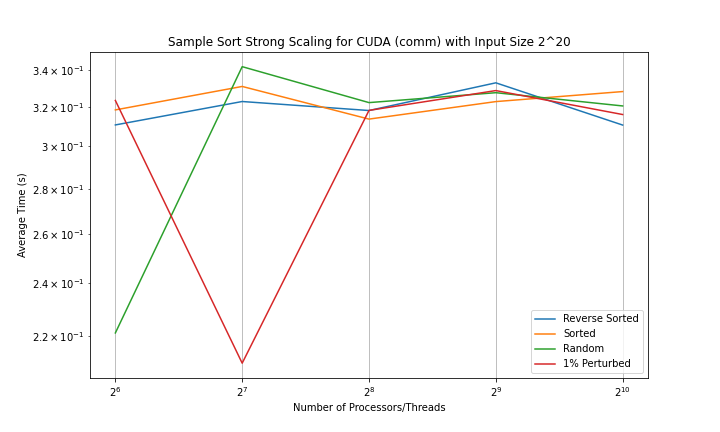 Sample Sort Strong Scaling for CUDA (comm) with Input Size 2^20
Average Time (s)
3.4 × 10⁻¹
3.2 × 10⁻¹
3 × 10⁻¹
2.8 × 10⁻¹
2.6 × 10⁻¹
2.4 × 10⁻¹
2.2 × 10⁻¹
Reverse Sorted
Sorted
Random
1% Perturbed
2⁶ 2⁷ 2⁸ 2⁹ 2¹⁰
Number of Processors/Threads